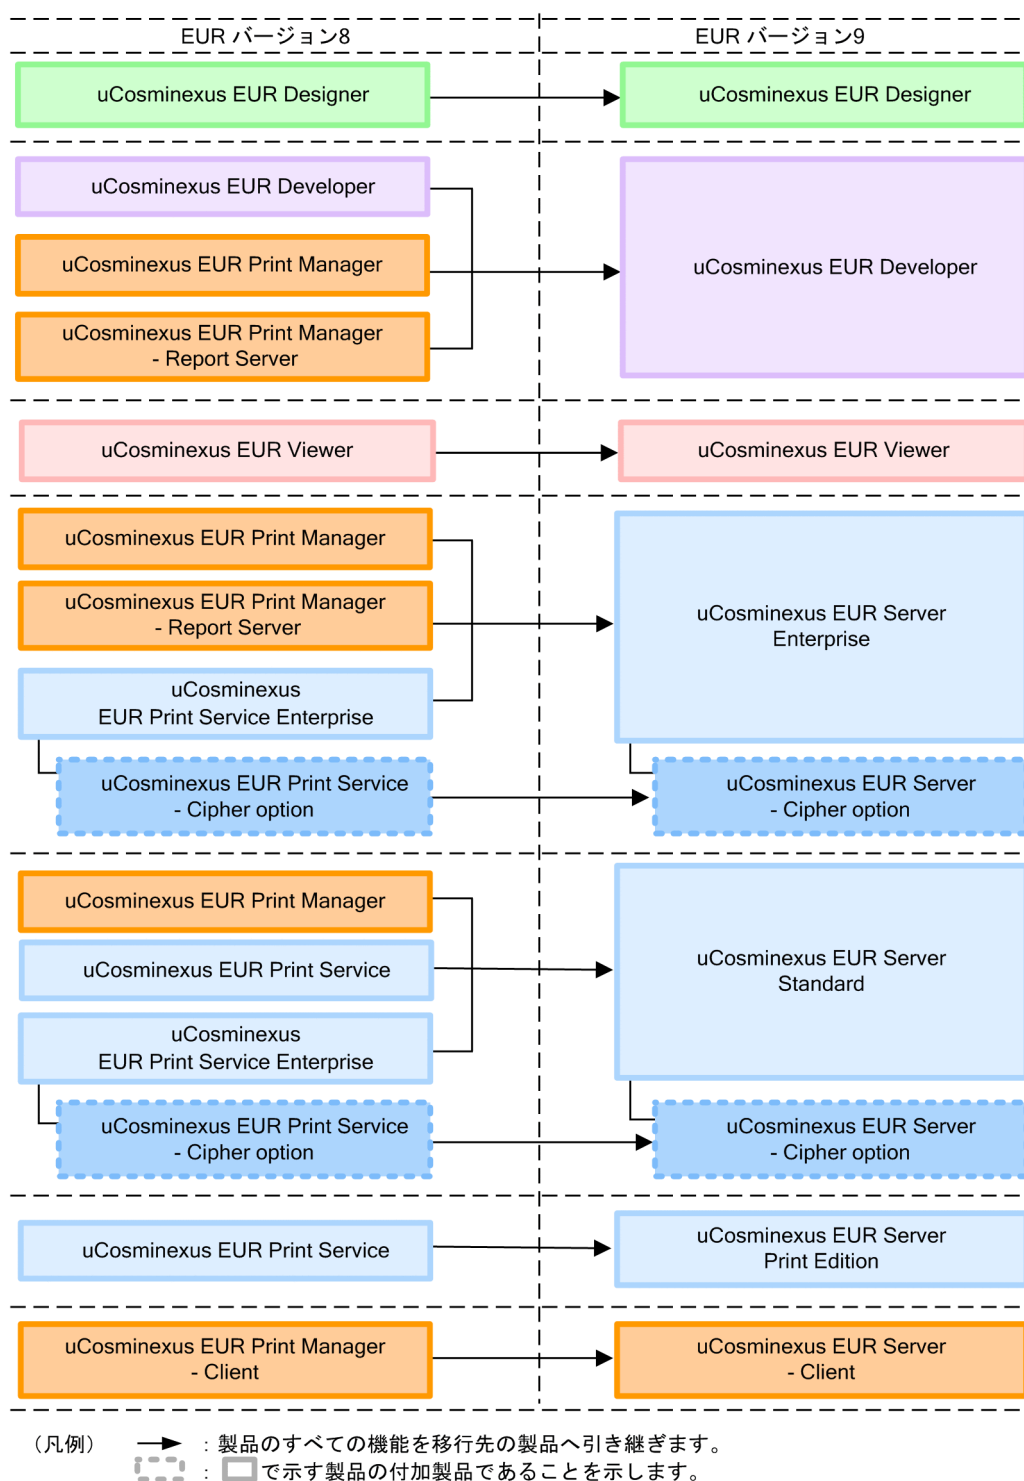 EUR バージョン8
EUR バージョン9
uCosminexus EUR Designer
uCosminexus EUR Designer
uCosminexus EUR Developer
uCosminexus EUR Print Manager
uCosminexus EUR Print Manager
- Report Server
uCosminexus EUR Developer
uCosminexus EUR Viewer
uCosminexus EUR Viewer
uCosminexus EUR Print Manager
uCosminexus EUR Print Manager
- Report Server
uCosminexus
EUR Print Service Enterprise
uCosminexus EUR Print Service
- Cipher option
uCosminexus EUR Server
Enterprise
uCosminexus EUR Server
- Cipher option
uCosminexus EUR Print Manager
uCosminexus EUR Print Service
uCosminexus
EUR Print Service Enterprise
uCosminexus EUR Print Service
- Cipher option
uCosminexus EUR Server
Standard
uCosminexus EUR Server
- Cipher option
uCosminexus EUR Print Service
uCosminexus EUR Server
Print Edition
uCosminexus EUR Print Manager
- Client
uCosminexus EUR Server
- Client
(凡例) : 製品のすべての機能を移行先の製品へ引き継ぎます。
: で示す製品の付加製品であることを示します。